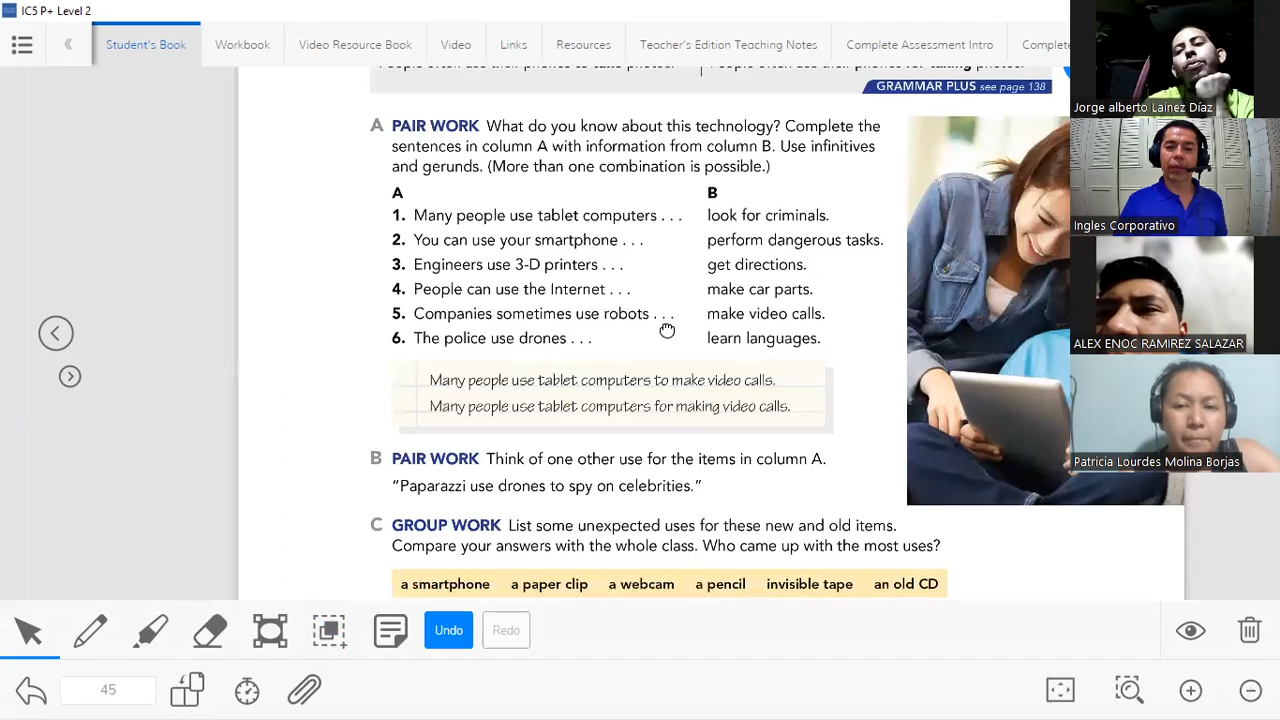 IC5 P+ Level 2
Student's Book
Workbook
Video Resource Book
Video
Links
Resources
Teacher's Edition Teaching Notes
Complete Assessment Intro
Complete
GRAMMAR PLUS see page 138
A PAIR WORK What do you know about this technology? Complete the
sentences in column A with information from column B. Use infinitives
and gerunds. (More than one combination is possible.)
A B
1. Many people use tablet computers . . . look for criminals.
2. You can use your smartphone . . . perform dangerous tasks.
3. Engineers use 3-D printers . . . get directions.
4. People can use the Internet . . . make car parts.
5. Companies sometimes use robots . . . make video calls.
6. The police use drones . . . learn languages.
Many people use tablet computers to make video calls.
Many people use tablet computers for making video calls.
B PAIR WORK Think of one other use for the items in column A.
“Paparazzi use drones to spy on celebrities.”
C GROUP WORK List some unexpected uses for these new and old items.
Compare your answers with the whole class. Who came up with the most uses?
a smartphone a paper clip a webcam a pencil invisible tape an old CD
Undo
Redo
45
Jorge alberto Laínez Díaz
Ingles Corporativo
ALEX ENOC RAMIREZ SALAZAR
Patricia Lourdes Molina Borjas